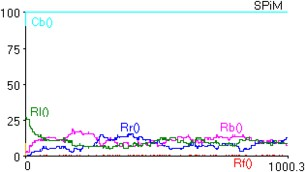 SPiM
100
Cb()
75
50
Rl()
25
Rr()
Rb()
0
Rf()
0
1000.3